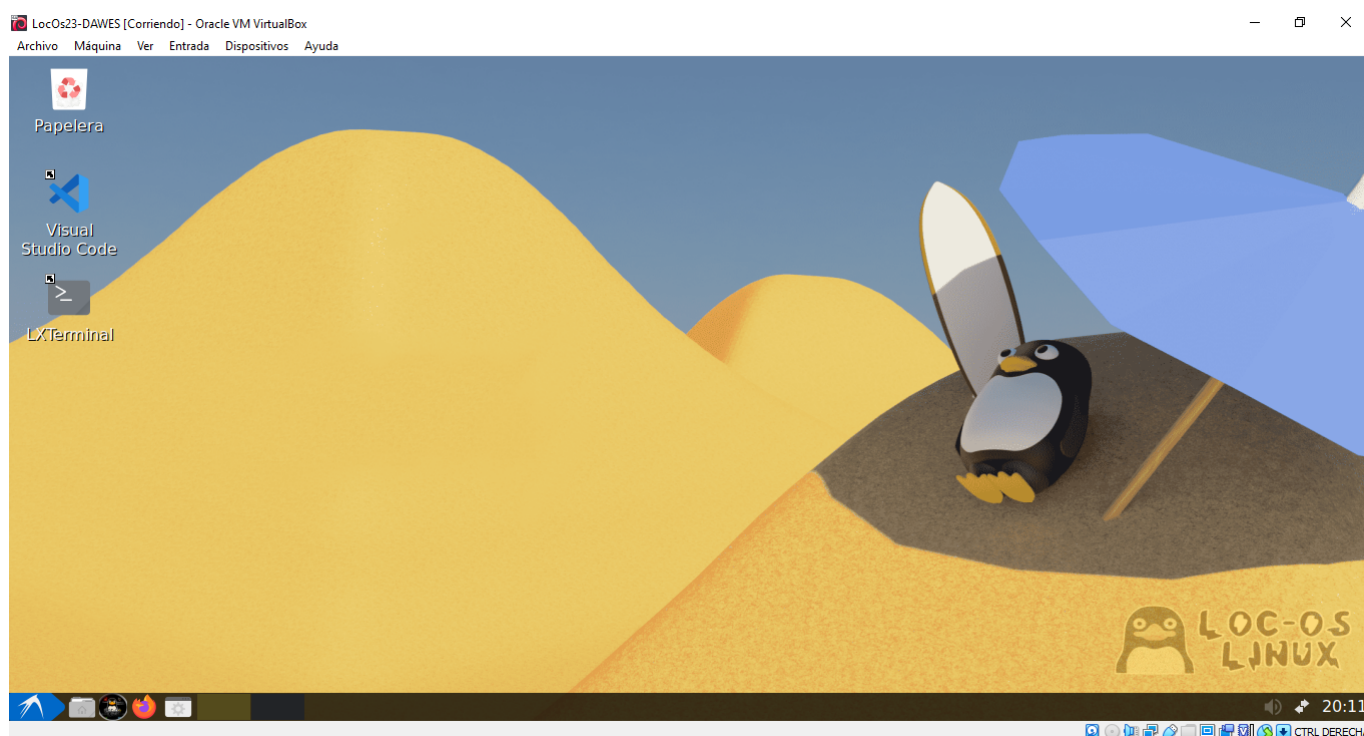 LocOs23-DAWES [Corriendo] - Oracle VM VirtualBox
Archivo Máquina Ver Entrada Dispositivos Ayuda
Papelera
Visual
Studio Code
LXTerminal
LOC-OS
LINUX
20:11
CTRL DERECH